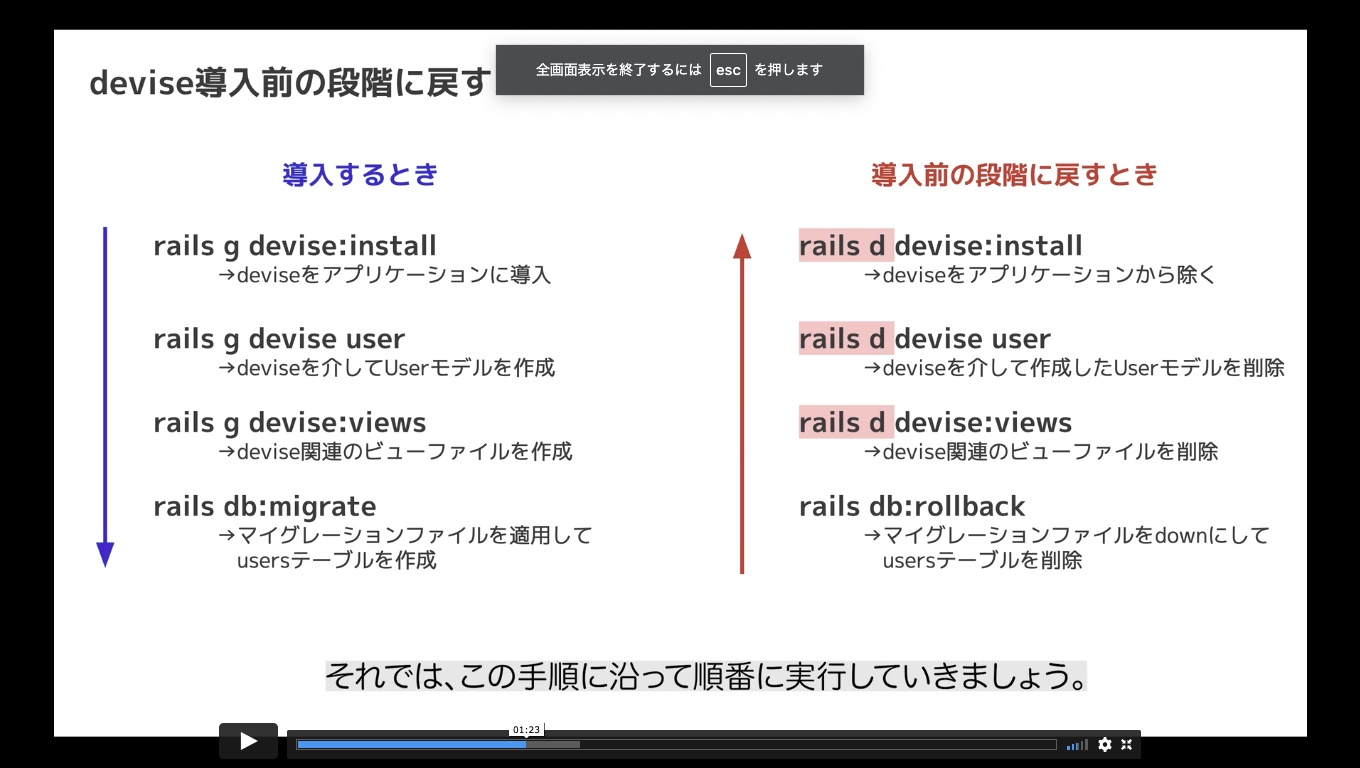 devise導入前の段階に戻す
全画面表示を終了するには esc を押します
導入するとき
rails g devise:install
→deviseをアプリケーションに導入
rails g devise user
→deviseを介してUserモデルを作成
rails g devise:views
→devise関連のビューファイルを作成
rails db:migrate
→マイグレーションファイルを適用して
usersテーブルを作成
導入前の段階に戻すとき
rails d devise:install
→deviseをアプリケーションから除く
rails d devise user
→deviseを介して作成したUserモデルを削除
rails d devise:views
→devise関連のビューファイルを削除
rails db:rollback
→マイグレーションファイルをdownにして
usersテーブルを削除
それでは、この手順に沿って順番に実行していきましょう。
01:23